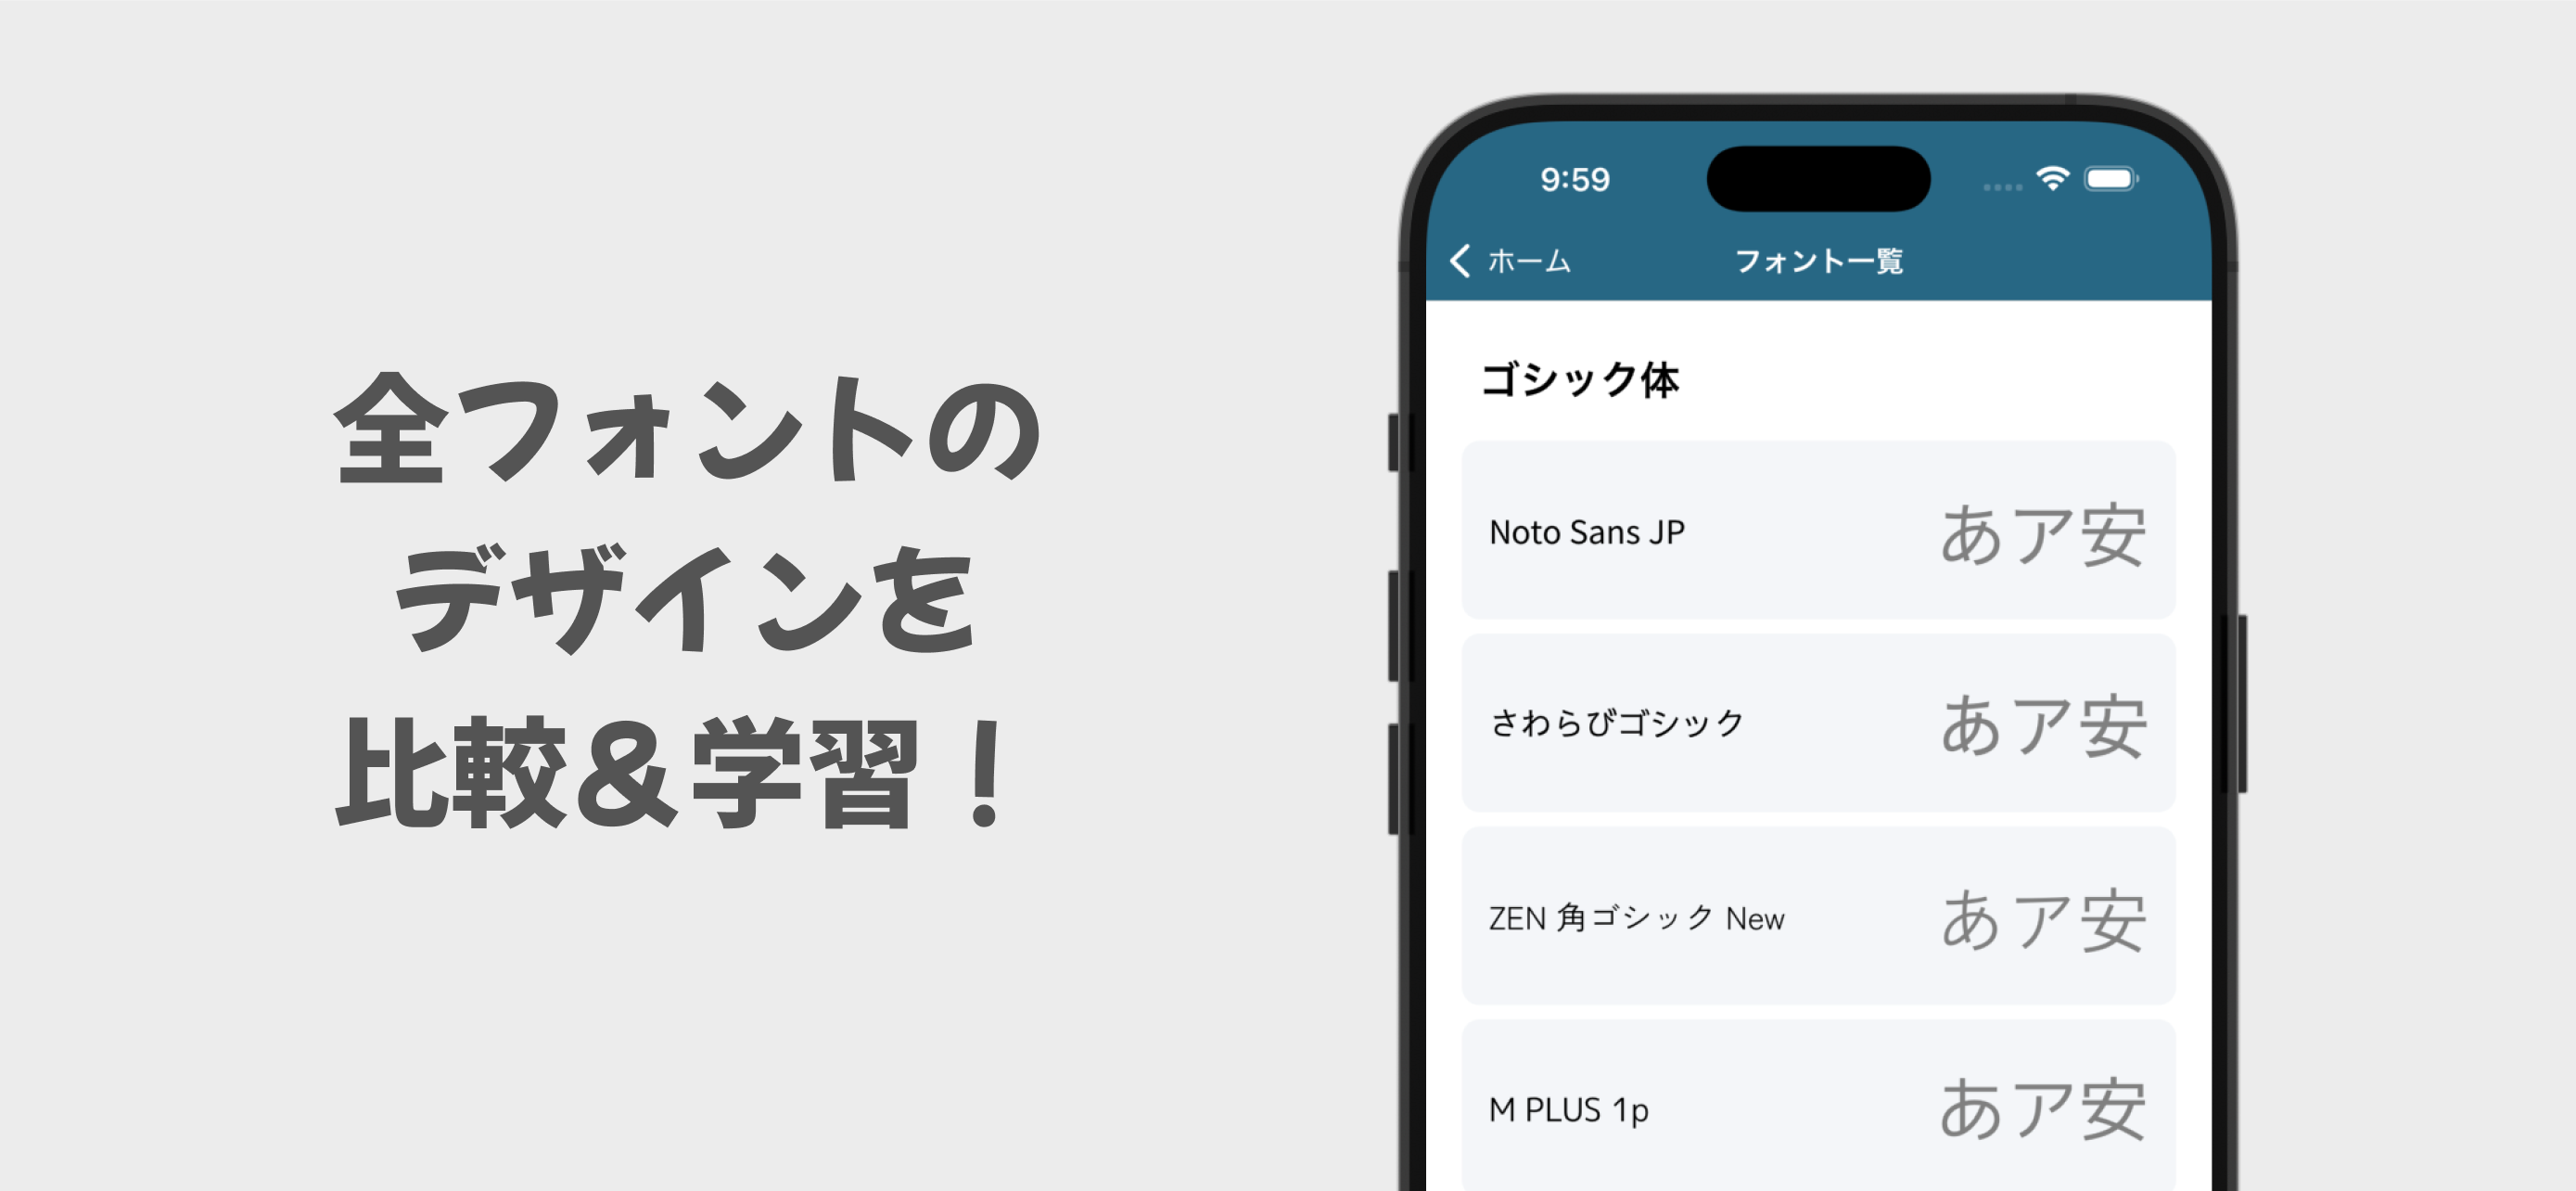 全フォントの
デザインを
比較&学習！
9:59
ホーム
フォント一覧
ゴシック体
Noto Sans JP
あア安
さわらびゴシック
あア安
ZEN 角ゴシック New
あア安
M PLUS 1p
あア安